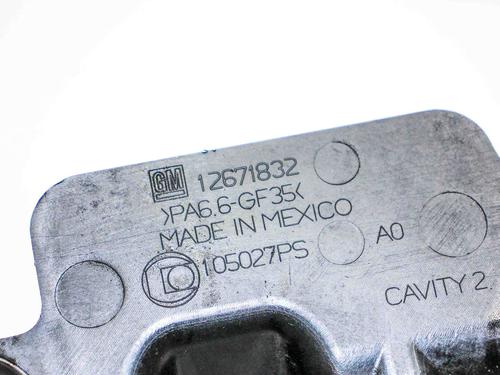 GM 12671832
>PA6.6-GF35<
MADE IN MEXICO
105027PS A0
CAVITY 2.